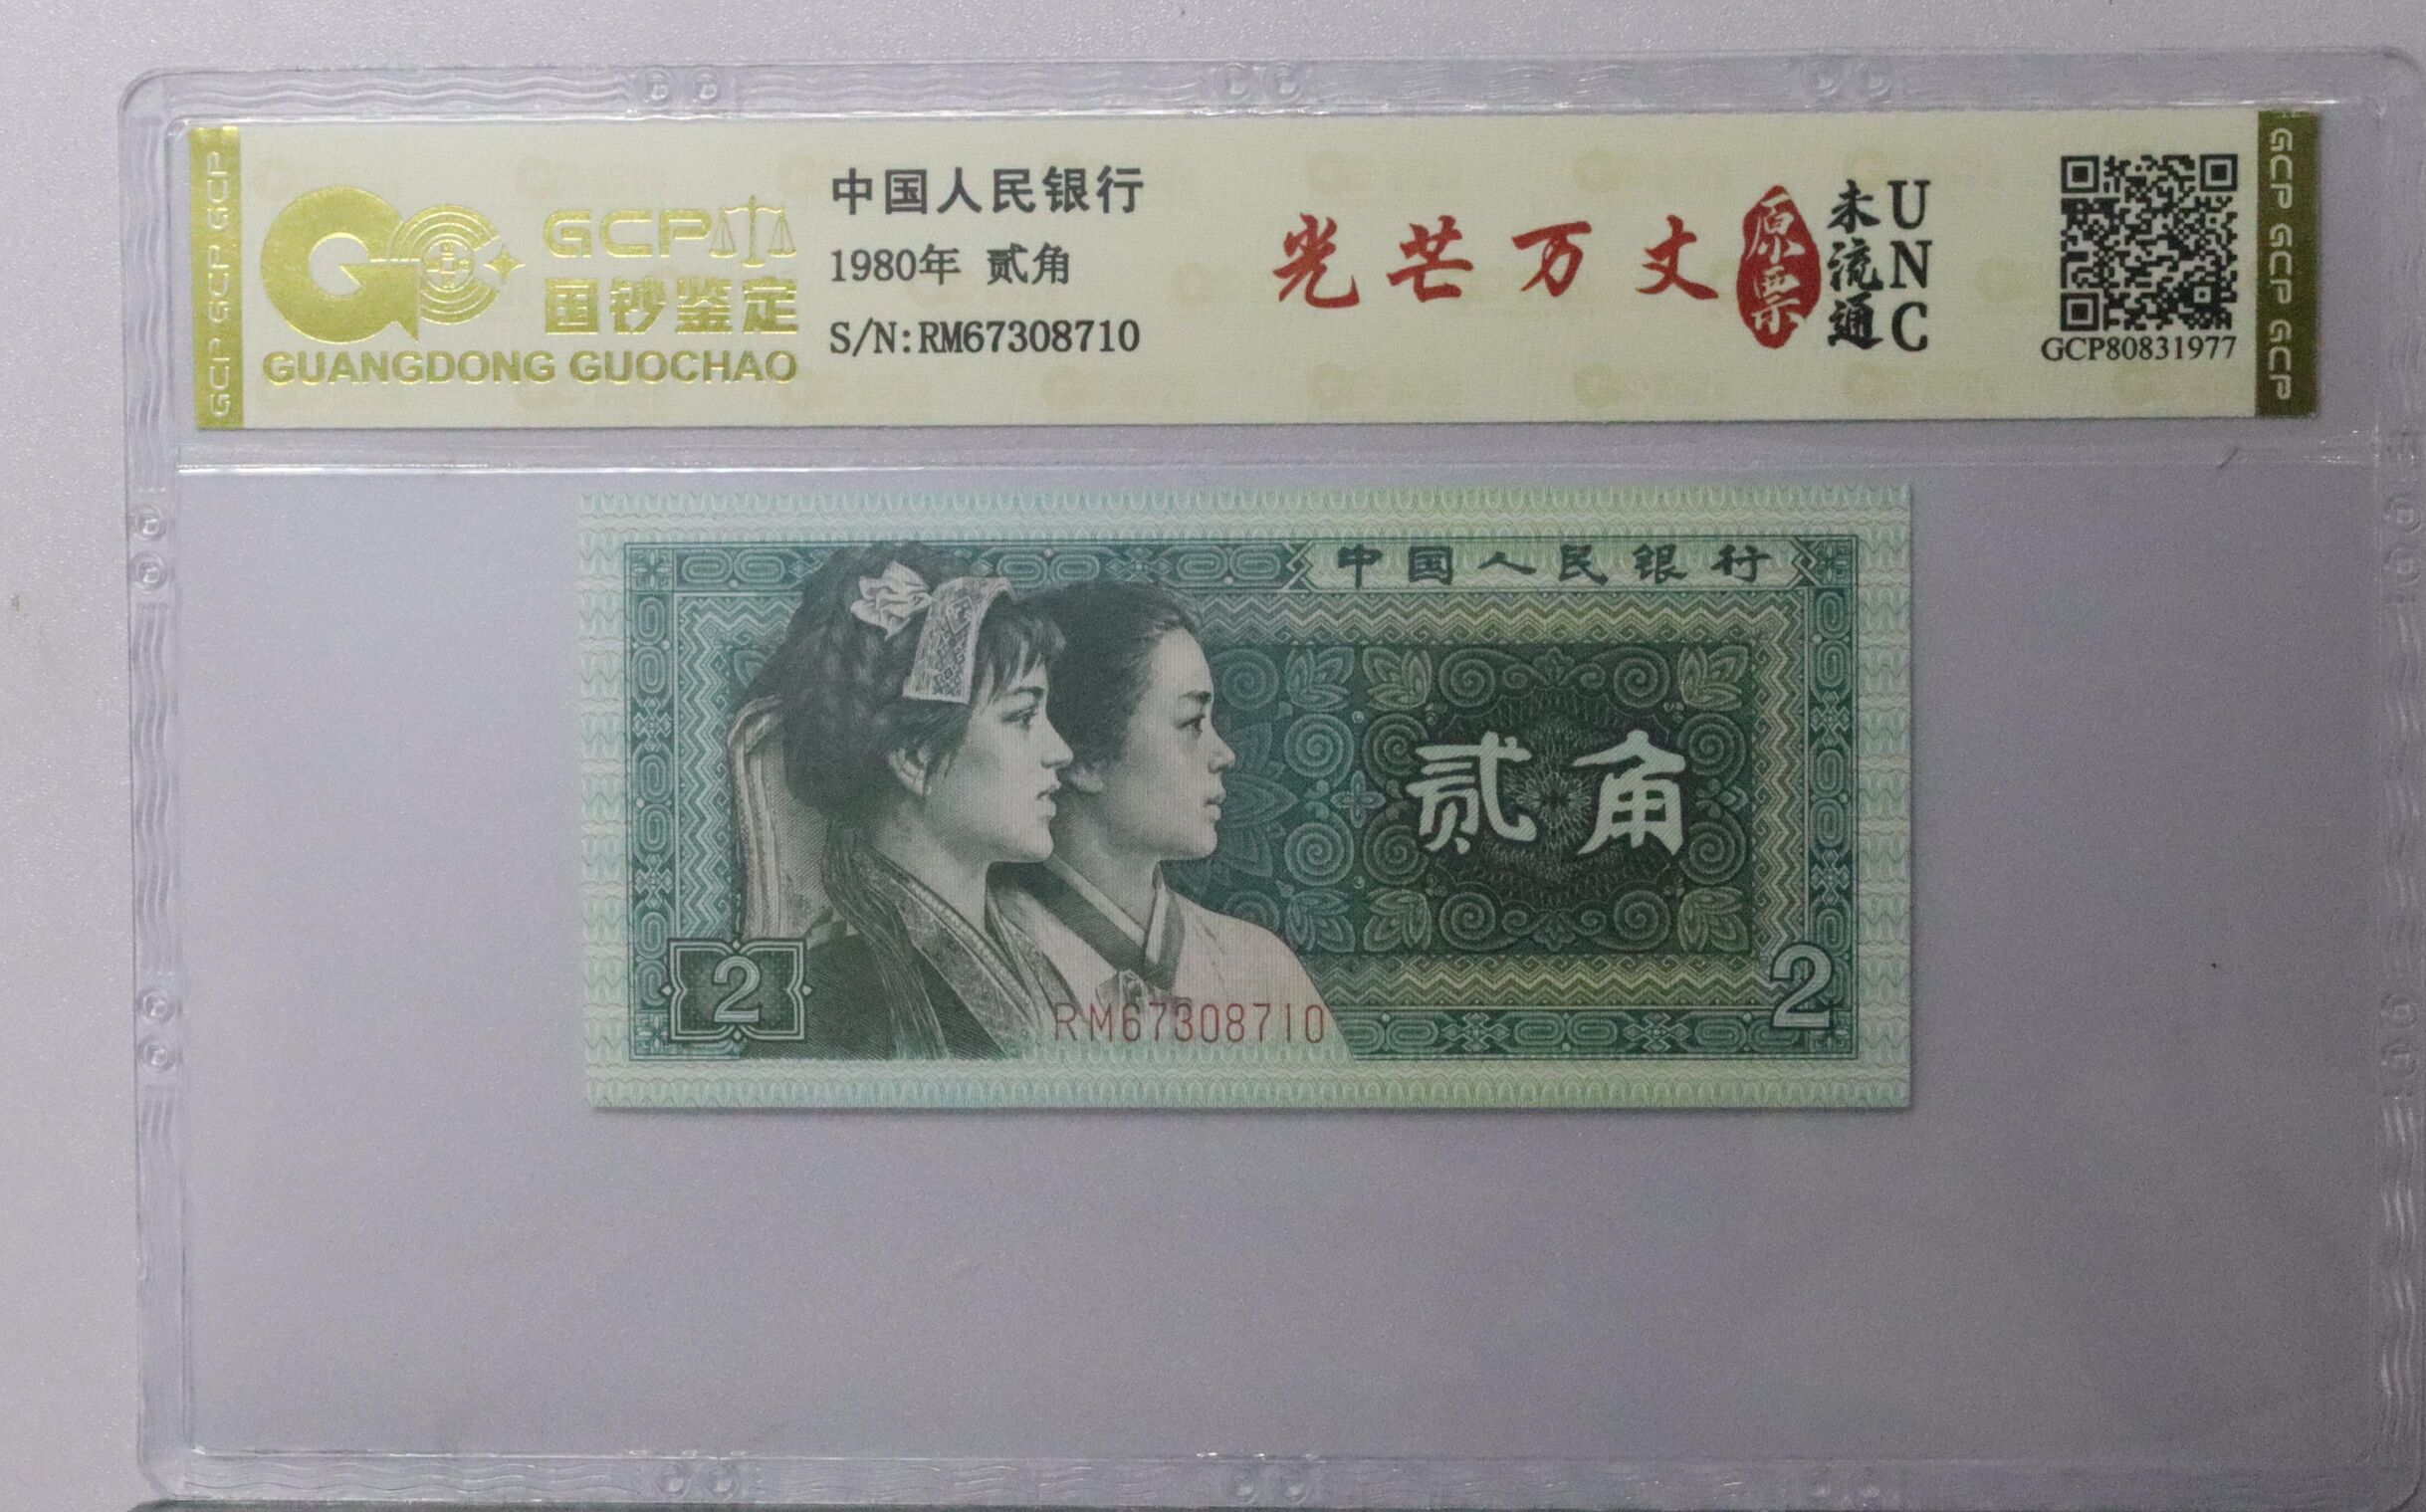 GCP GCP GCP
GCP
国钞鉴定
GUANGDONG GUOCHAO
中国人民银行
1980年 贰角
S/N:RM67308710
光芒万丈
原票
未流通
UNC
GCP80831977
GCP GCP GCP
中国人民银行
贰角
2
RM67308710
2